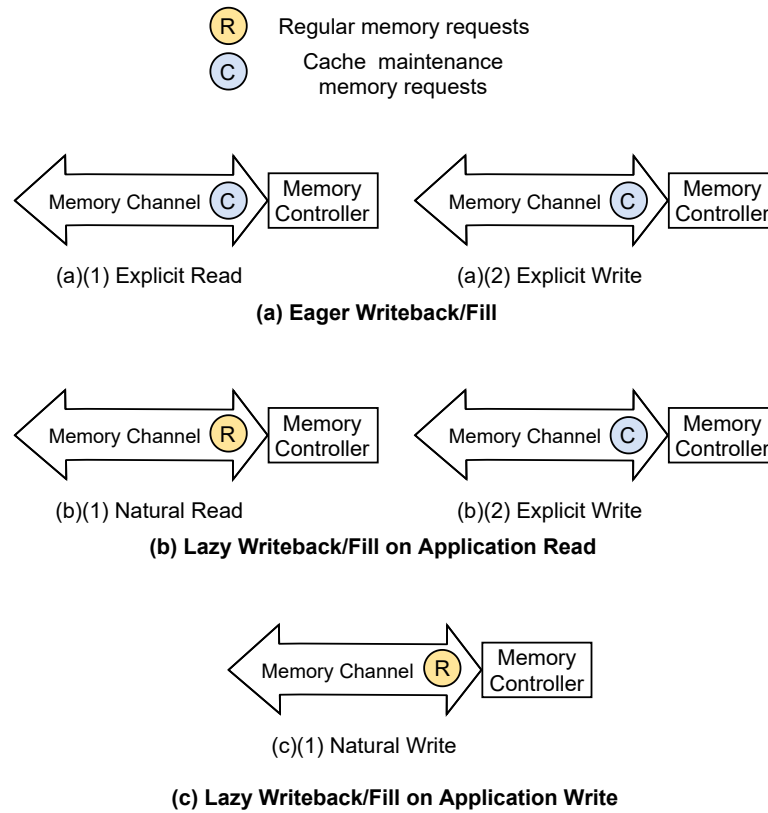 R Regular memory requests
C Cache maintenance
memory requests
Memory Channel C Memory
Controller
(a)(1) Explicit Read
Memory Channel C Memory
Controller
(a)(2) Explicit Write
(a) Eager Writeback/Fill
Memory Channel R Memory
Controller
(b)(1) Natural Read
Memory Channel C Memory
Controller
(b)(2) Explicit Write
(b) Lazy Writeback/Fill on Application Read
Memory Channel R Memory
Controller
(c)(1) Natural Write
(c) Lazy Writeback/Fill on Application Write